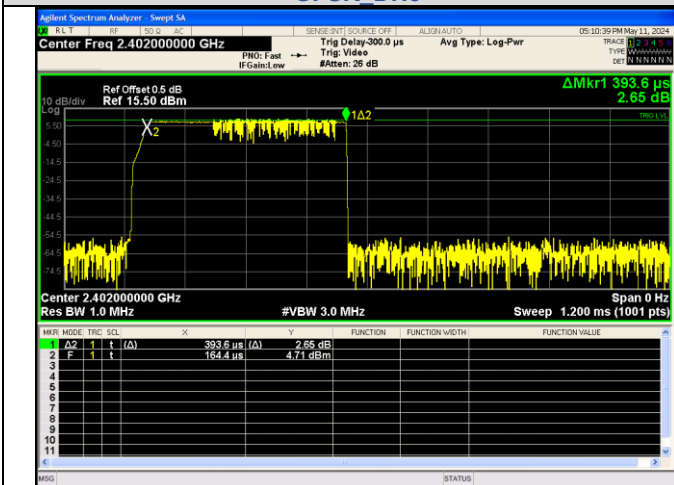 Agilent Spectrum Analyzer - Swept SA
R L T RF 50 Ω AC SENSE:INT SOURCE OFF ALIGNAUTO 05:10:39 PM May 11, 2024
Center Freq 2.402000000 GHz Trig Delay-300.0 µs Avg Type: Log-Pwr TRACE 1 2 3 4 5 6
PNO: Fast Trig: Video TYPE
IFGain:Low #Atten: 26 dB DET N N N N N N
ΔMkr1 393.6 µs
Ref Offset 0.5 dB
10 dB/div Ref 15.50 dBm 2.65 dB
Log
1Δ2
TRIG LVL
5.50
2
-4.50
-14.5
-24.5
-34.5
-44.5
-54.5
-64.5
-74.5
Center 2.402000000 GHz Span 0 Hz
Res BW 1.0 MHz #VBW 3.0 MHz Sweep 1.200 ms (1001 pts)
MKR MODE TRC SCL X Y FUNCTION FUNCTION WIDTH FUNCTION VALUE
1 Δ2 1 t (Δ) 393.6 µs (Δ) 2.65 dB
2 F 1 t 164.4 µs 4.71 dBm
3
4
5
6
7
8
9
10
11
MSG STATUS